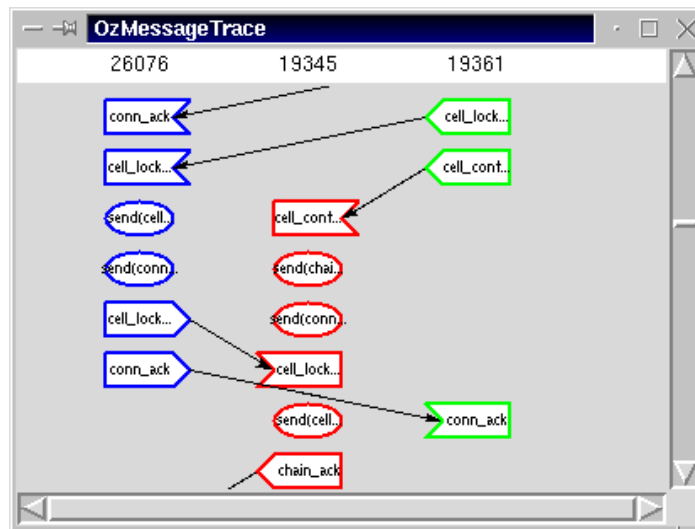 OzMessageTrace
26076 19345 19361
conn_ack cell_lock...
cell_lock... cell_cont...
send(cell... cell_cont...
send(conn... send(chai...
cell_lock... send(conn...
conn_ack cell_lock...
send(cell... conn_ack
chain_ack